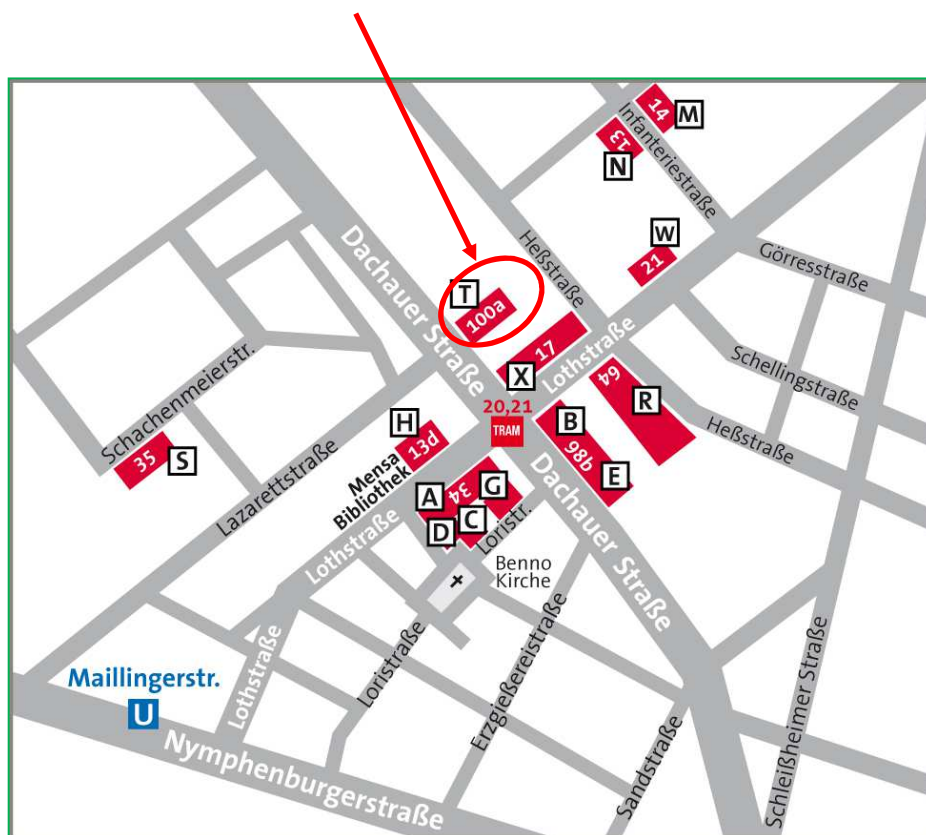 14
M
13
N
Infanteriestraße
W
21
Görresstraße
Dachauer Straße
Heßstraße
T
100a
17
X
Lothstraße
Schellingstraße
64
R
Heßstraße
Schachenmeierstr.
35
S
20,21
TRAM
B
98b
E
H
13d
Mensa
Bibliothek
Lazarettstraße
A
34
G
D
C
Loristr.
Lothstraße
Dachauer Straße
Benno
Kirche
Maillingerstr.
U
Lothstraße
Loristraße
Erzgießereistraße
Sandstraße
Schleißheimer Straße
Nymphenburgerstraße